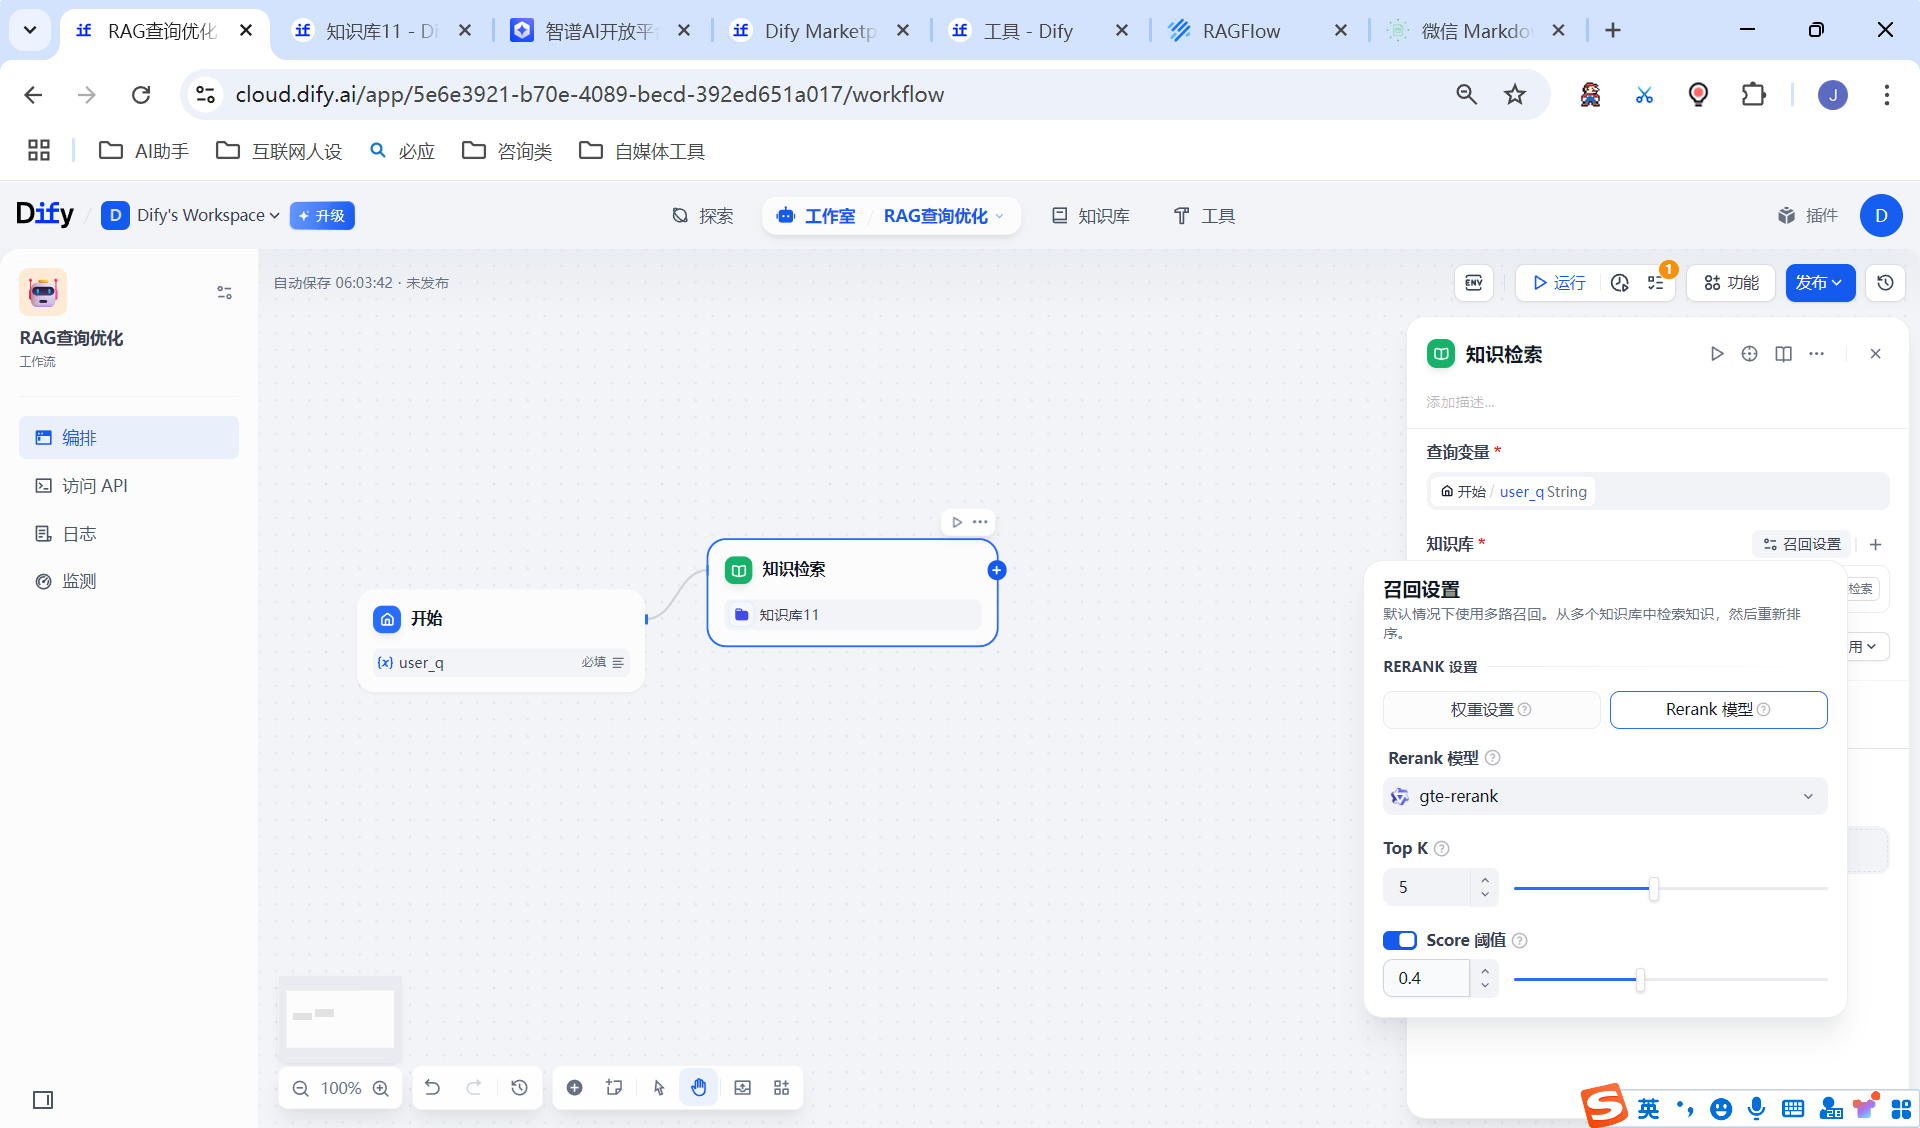 RAG查询优化
知识库11 - Di
智谱AI开放平台
Dify Marketp
工具 - Dify
RAGFlow
微信 Markdo
cloud.dify.ai/app/5e6e3921-b70e-4089-becd-392ed651a017/workflow
J
AI助手
互联网人设
必应
咨询类
自媒体工具
Dify
D
Dify's Workspace
升级
探索
工作室
RAG查询优化
知识库
工具
插件
D
RAG查询优化
工作流
编排
访问 API
日志
监测
自动保存 06:03:42 · 未发布
ENV
运行
1
功能
发布
开始
{x} user_q
必填
知识检索
知识库11
知识检索
添加描述...
查询变量 *
开始 / user_q String
知识库 *
召回设置
检索
用
召回设置
默认情况下使用多路召回。从多个知识库中检索知识，然后重新排
序。
RERANK 设置
权重设置
Rerank 模型
Rerank 模型
gte-rerank
Top K
5
Score 阈值
0.4
100%
英